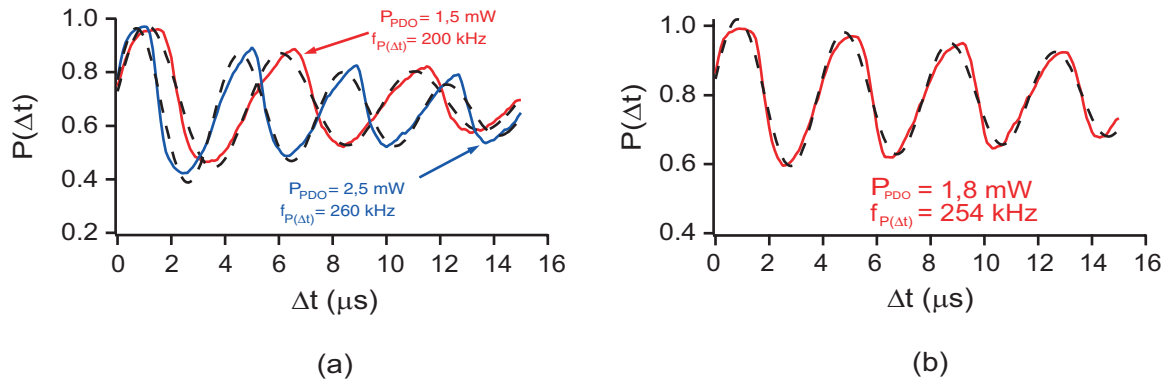 P_PDO = 1,5 mW
f_P(Δt) = 200 kHz
1.0
0.8
0.6
0.4
0.2
P(Δt)
P_PDO = 2,5 mW
f_P(Δt) = 260 kHz
0 2 4 6 8 10 12 14 16
Δt (μs)
(a)
1.0
0.8
0.6
0.4
P(Δt)
P_PDO = 1,8 mW
f_P(Δt) = 254 kHz
0 2 4 6 8 10 12 14 16
Δt (μs)
(b)